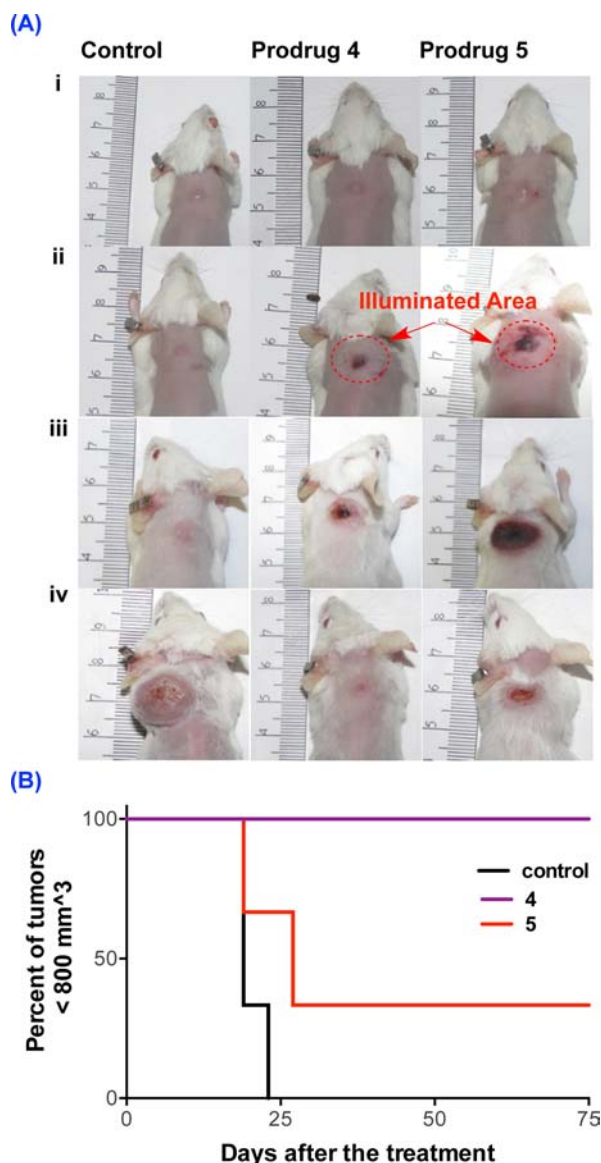 (A)
Control Prodrug 4 Prodrug 5
i
ii
Illuminated Area
iii
iv
(B)
100
50
0
Percent of tumors
< 800 mm^3
control
4
5
0 25 50 75
Days after the treatment